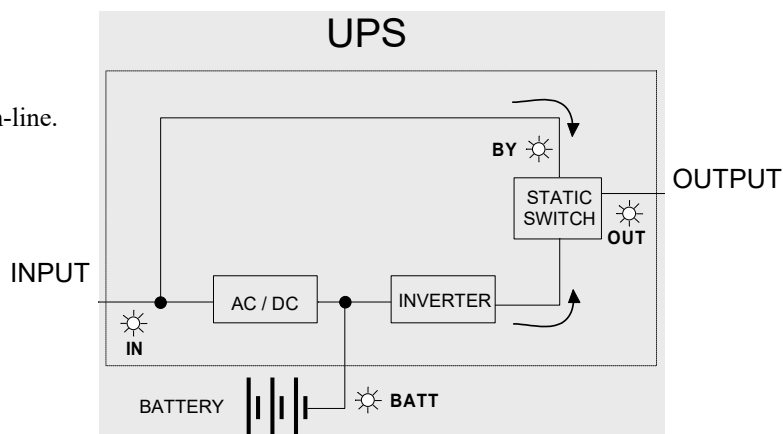 UPS
-line.
BY
OUTPUT
STATIC
SWITCH
OUT
INPUT
AC / DC
INVERTER
IN
BATTERY
BATT